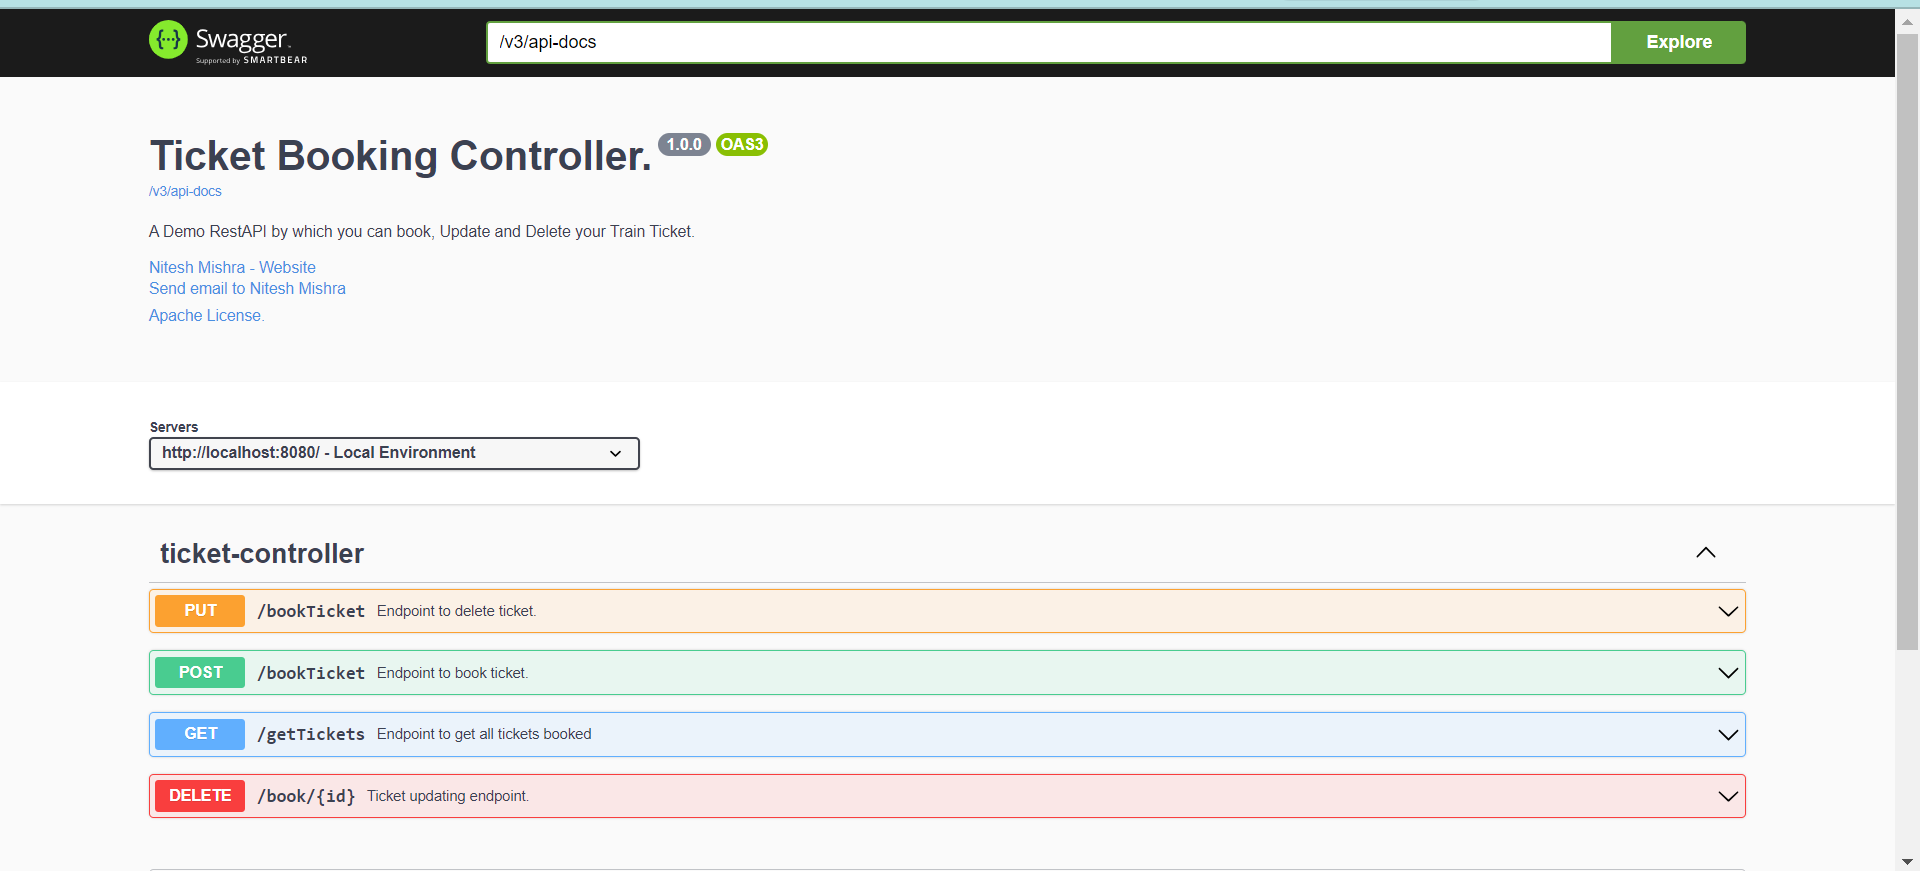 Swagger.
Supported by SMARTBEAR
/v3/api-docs
Explore
Ticket Booking Controller. 1.0.0 OAS3
/v3/api-docs
A Demo RestAPI by which you can book, Update and Delete your Train Ticket.
Nitesh Mishra - Website
Send email to Nitesh Mishra
Apache License.
Servers
http://localhost:8080/ - Local Environment
ticket-controller
PUT /bookTicket Endpoint to delete ticket.
POST /bookTicket Endpoint to book ticket.
GET /getTickets Endpoint to get all tickets booked
DELETE /book/{id} Ticket updating endpoint.